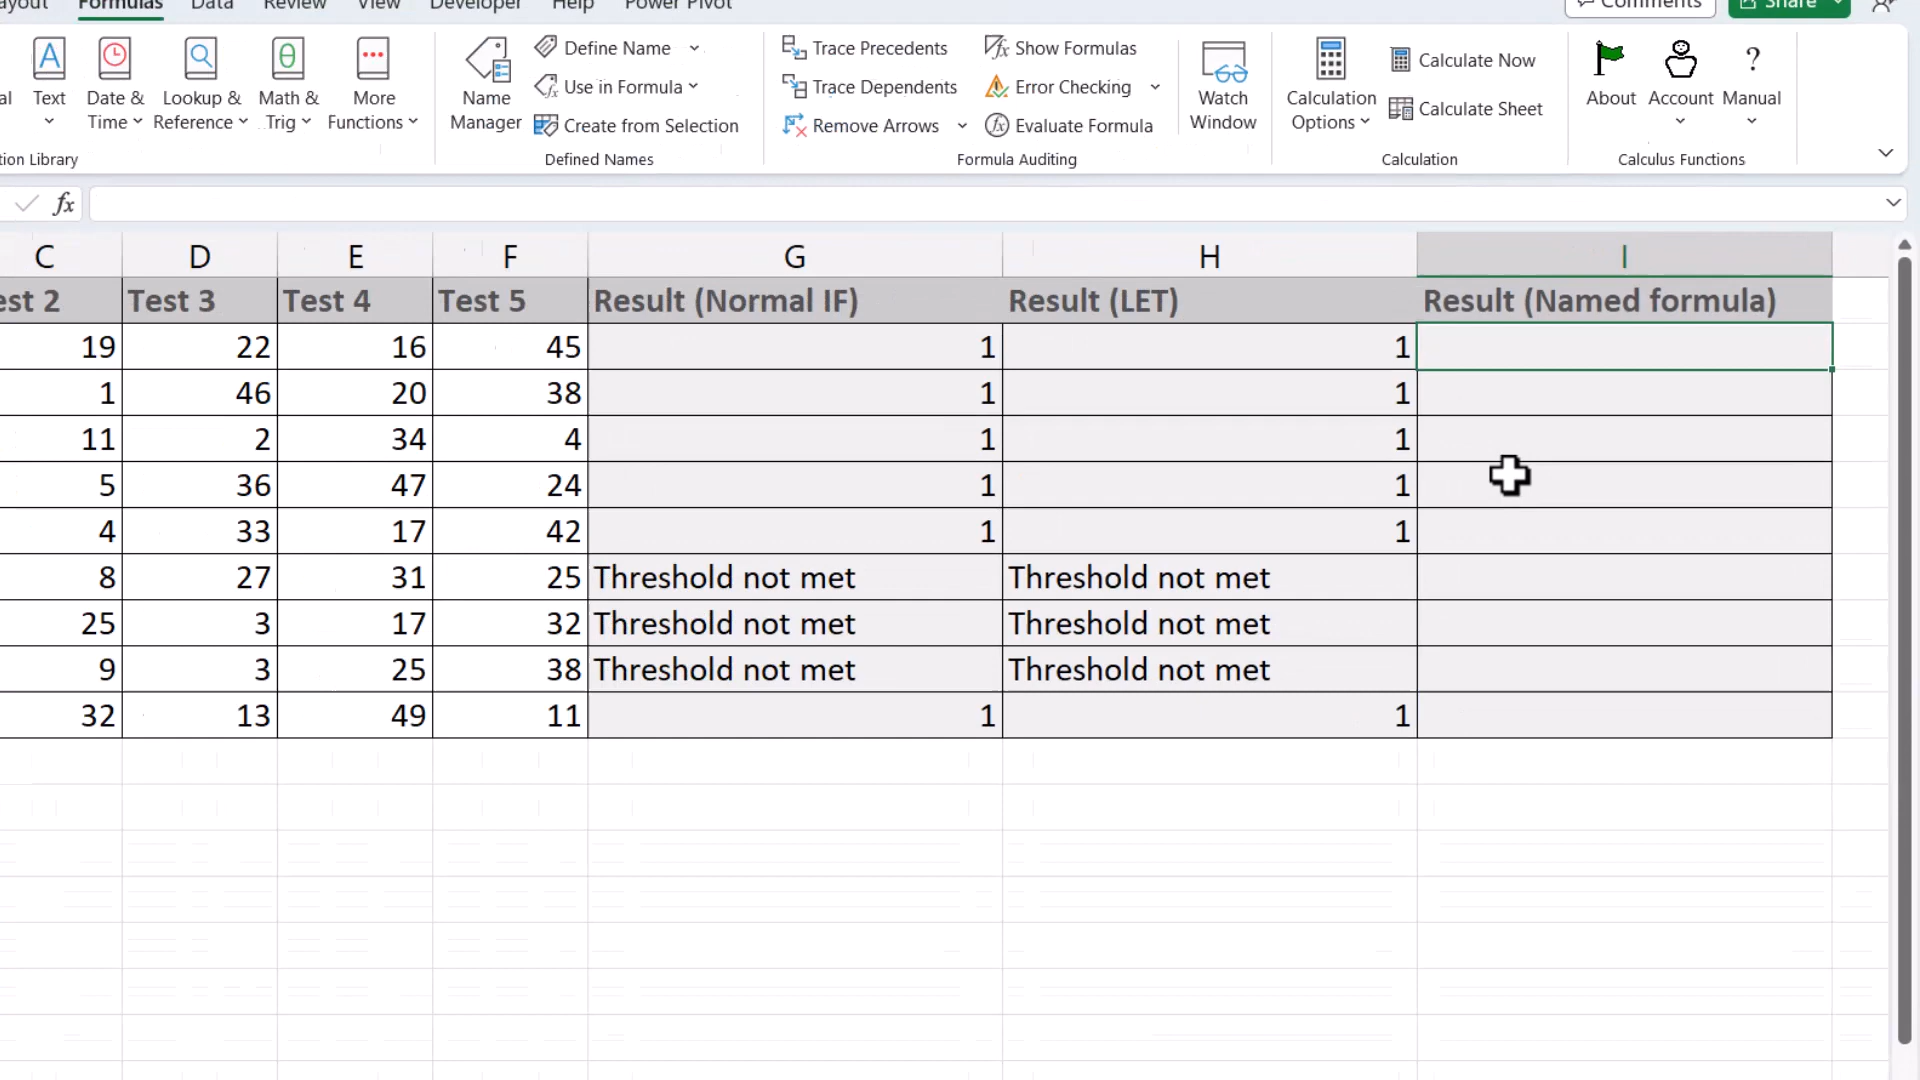 Formulas Data Review View Developer Help Power Pivot Comments Share
Text
Date & Time
Lookup & Reference
Math & Trig
More Functions
tion Library
Name Manager
Define Name
Use in Formula
Create from Selection
Defined Names
Trace Precedents
Trace Dependents
Remove Arrows
Show Formulas
Error Checking
Evaluate Formula
Formula Auditing
Watch Window
Calculation Options
Calculate Now
Calculate Sheet
Calculation
About
Account
? Manual
Calculus Functions
fx
C D E F G H I
est 2 Test 3 Test 4 Test 5 Result (Normal IF) Result (LET) Result (Named formula)
19 22 16 45 1 1
1 46 20 38 1 1
11 2 34 4 1 1
5 36 47 24 1 1
4 33 17 42 1 1
8 27 31 25 Threshold not met Threshold not met
25 3 17 32 Threshold not met Threshold not met
9 3 25 38 Threshold not met Threshold not met
32 13 49 11 1 1